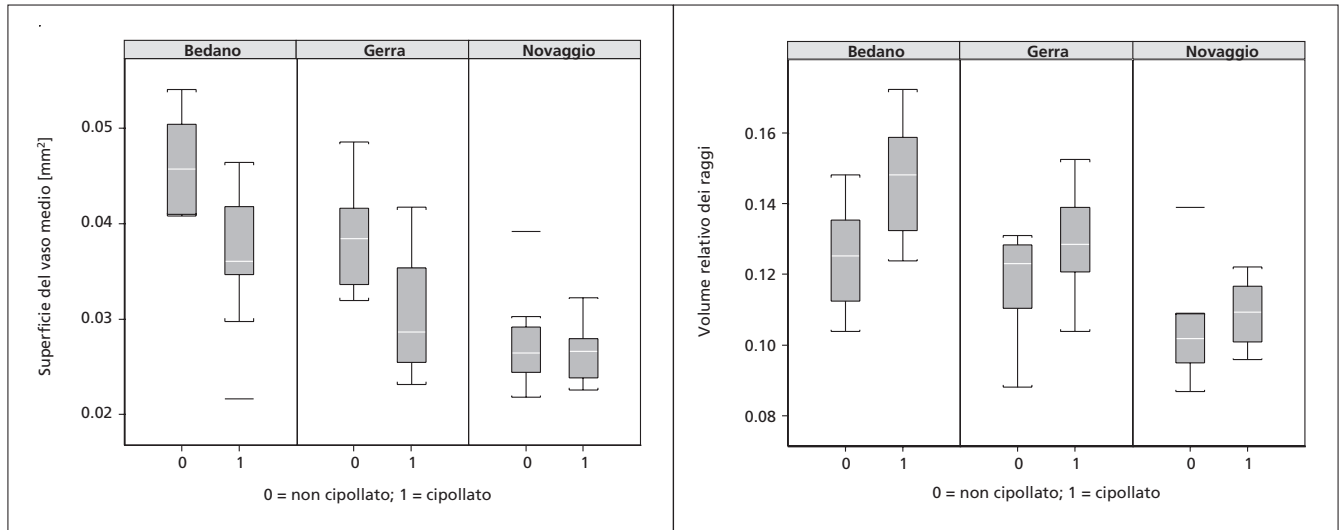 Bedano Gerra Novaggio
Superficie del vaso medio [mm²]
0.05
0.04
0.03
0.02
0 1 0 1 0 1
0 = non cipollato; 1 = cipollato
Bedano Gerra Novaggio
Volume relativo dei raggi
0.16
0.14
0.12
0.10
0.08
0 1 0 1 0 1
0 = non cipollato; 1 = cipollato